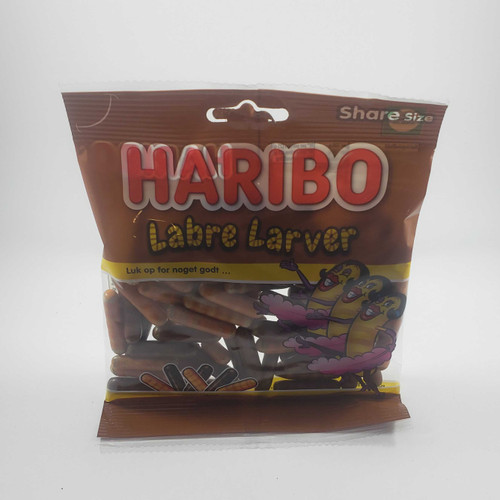 Share Size
HARIBO
Labre Larver
Luk op for noget godt ...